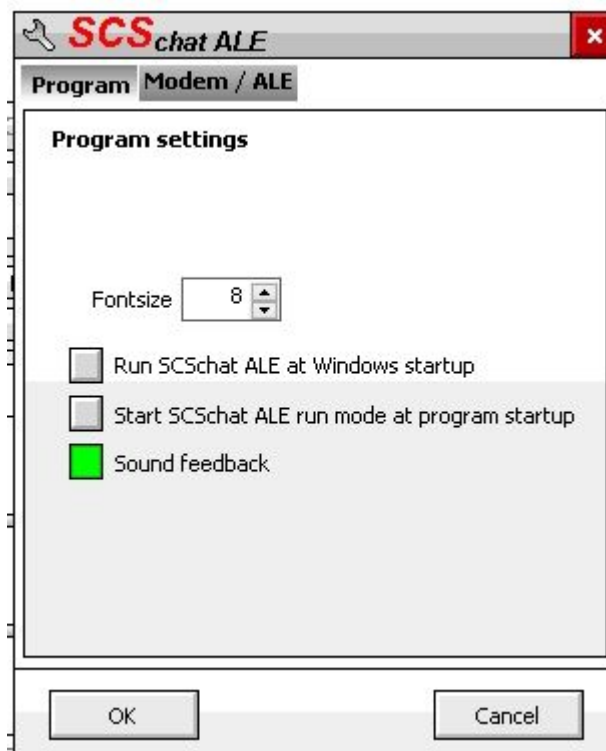 SCSchat ALE
Program Modem / ALE
Program settings
Fontsize 8
Run SCSchat ALE at Windows startup
Start SCSchat ALE run mode at program startup
Sound feedback
OK Cancel